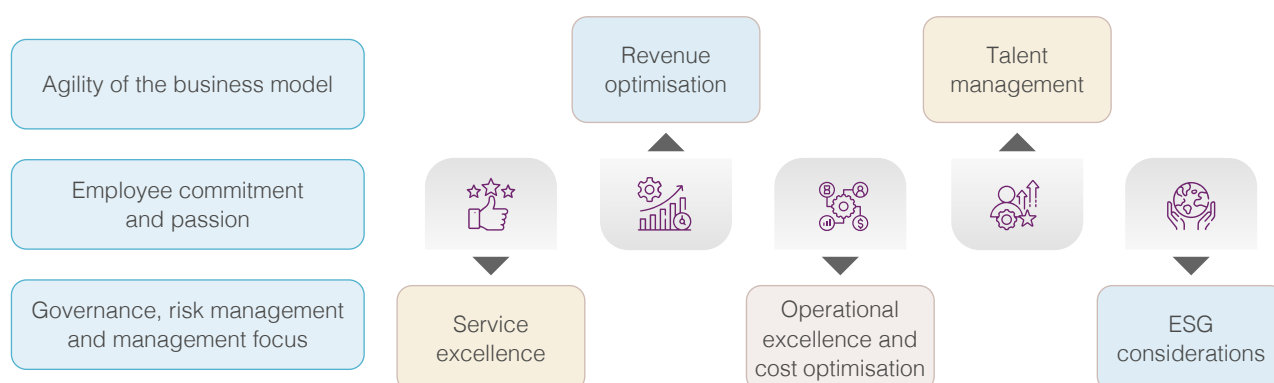 Agility of the business model
Employee commitment
and passion
Governance, risk management
and management focus
Revenue
optimisation
Talent
management
Service
excellence
Operational
excellence and
cost optimisation
ESG
considerations